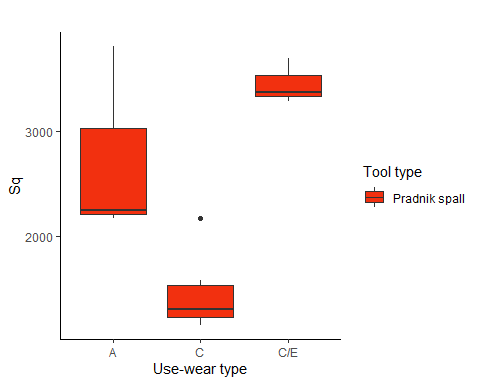 Sq
3000
2000
A
C
C/E
Use-wear type
Tool type
Pradnik spall